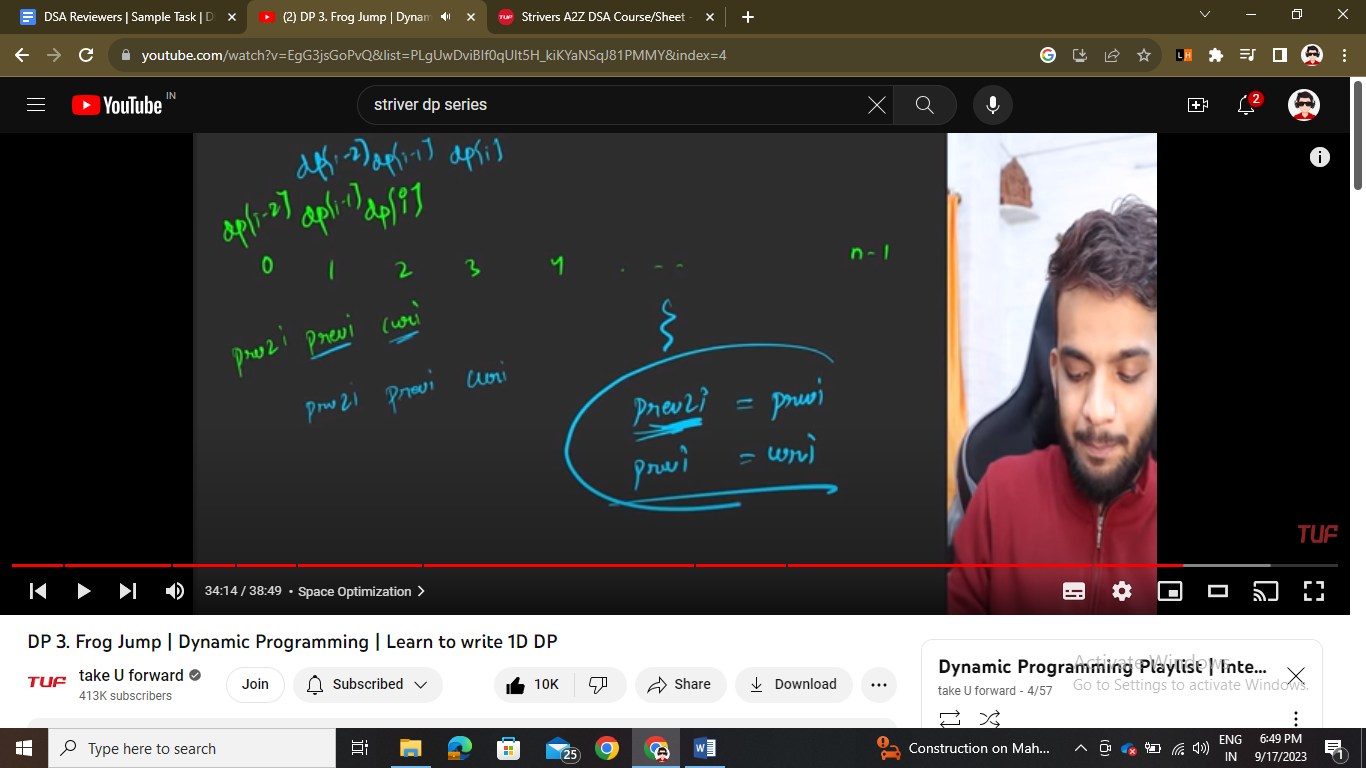 DSA Reviewers | Sample Task | D
(2) DP 3. Frog Jump | Dynam
Strivers A2Z DSA Course/Sheet -
youtube.com/watch?v=EgG3jsGoPvQ&list=PLgUwDviBIf0qUlt5H_kiKYaNSqJ81PMMY&index=4
YouTube IN
striver dp series
2
dp[i-2] dp[i-1] dp[i]
dp[i-2] dp[i-1] dp[i]
0 1 2 3 4 . -- n-1
prev2i previ curi
prev2i previ curi
}
prev2i = previ
previ = curi
TUF
34:14 / 38:49 • Space Optimization >
DP 3. Frog Jump | Dynamic Programming | Learn to write 1D DP
TUF
take U forward
413K subscribers
Join
Subscribed
10K
Share
Download
Dynamic Programming Playlist | Inte...
take U forward - 4/57
Activate Windows
Go to Settings to activate Windows.
Type here to search
25
Construction on Mah...
ENG
IN
6:49 PM
9/17/2023
1